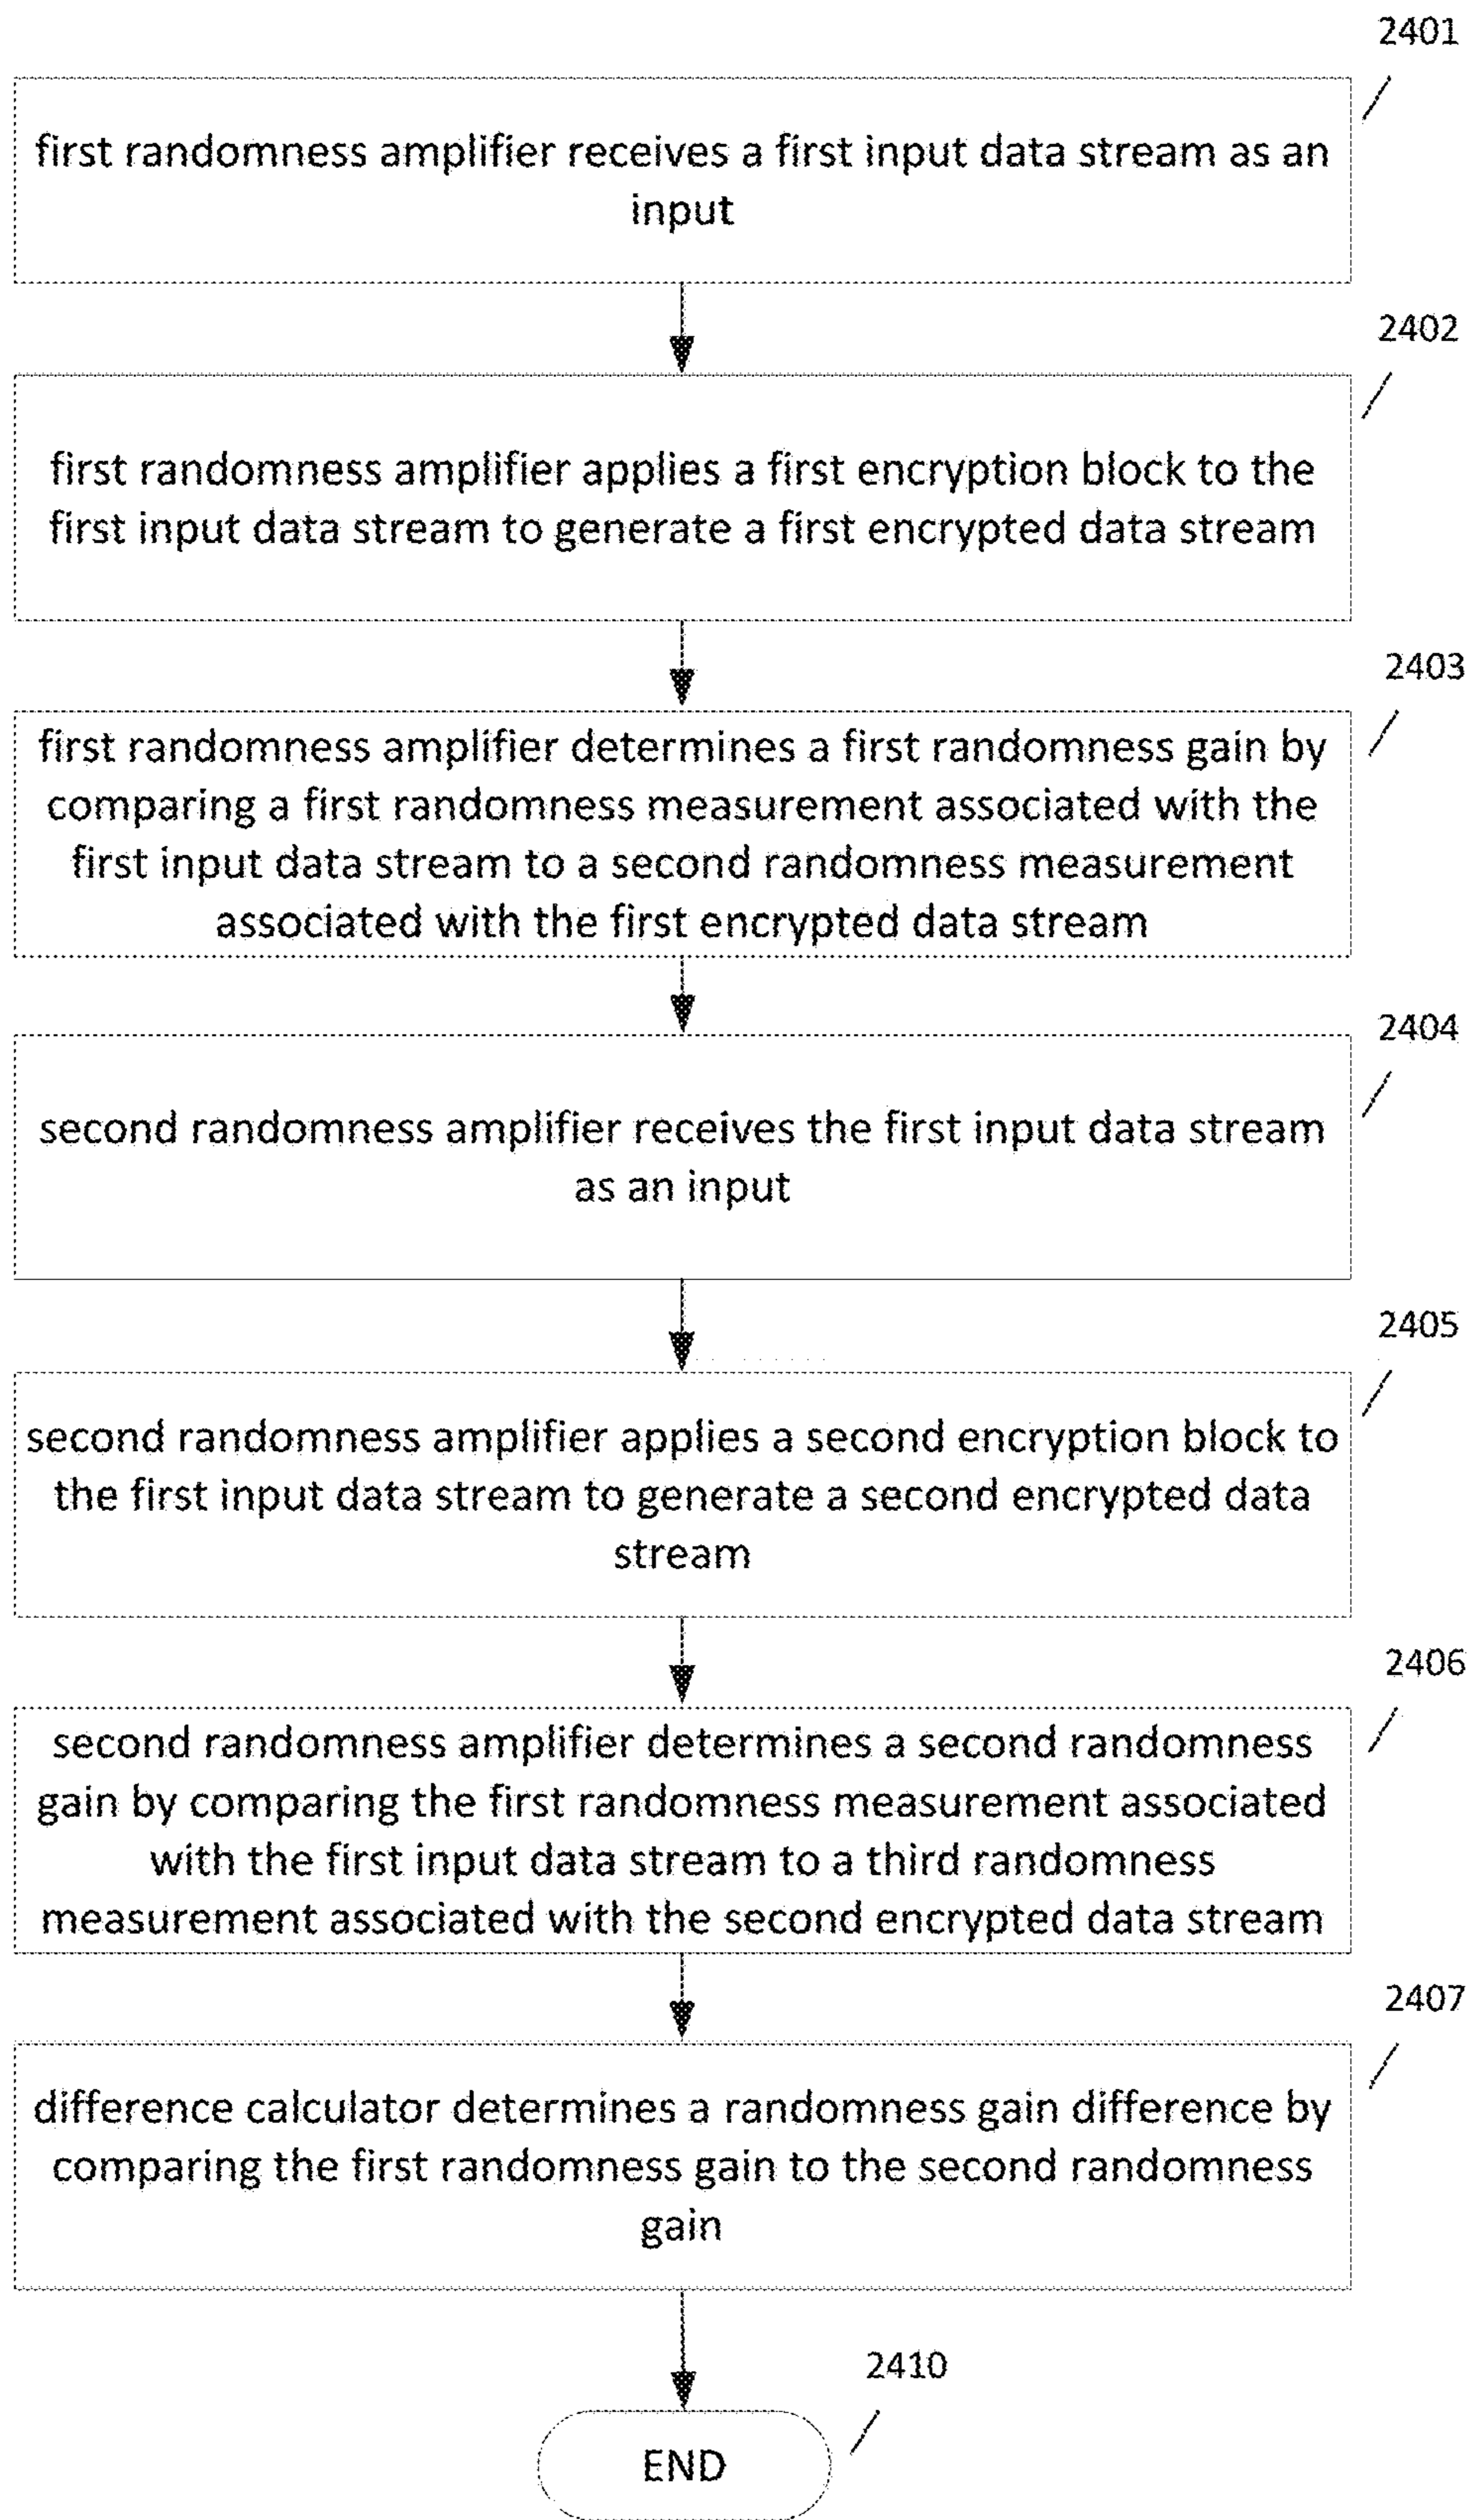 2401
first randomness amplifier receives a first input data stream as an
input
2402
first randomness amplifier applies a first encryption block to the
first input data stream to generate a first encrypted data stream
2403
first randomness amplifier determines a first randomness gain by
comparing a first randomness measurement associated with the
first input data stream to a second randomness measurement
associated with the first encrypted data stream
2404
second randomness amplifier receives the first input data stream
as an input
2405
second randomness amplifier applies a second encryption block to
the first input data stream to generate a second encrypted data
stream
2406
second randomness amplifier determines a second randomness
gain by comparing the first randomness measurement associated
with the first input data stream to a third randomness
measurement associated with the second encrypted data stream
2407
difference calculator determines a randomness gain difference by
comparing the first randomness gain to the second randomness
gain
2410
END